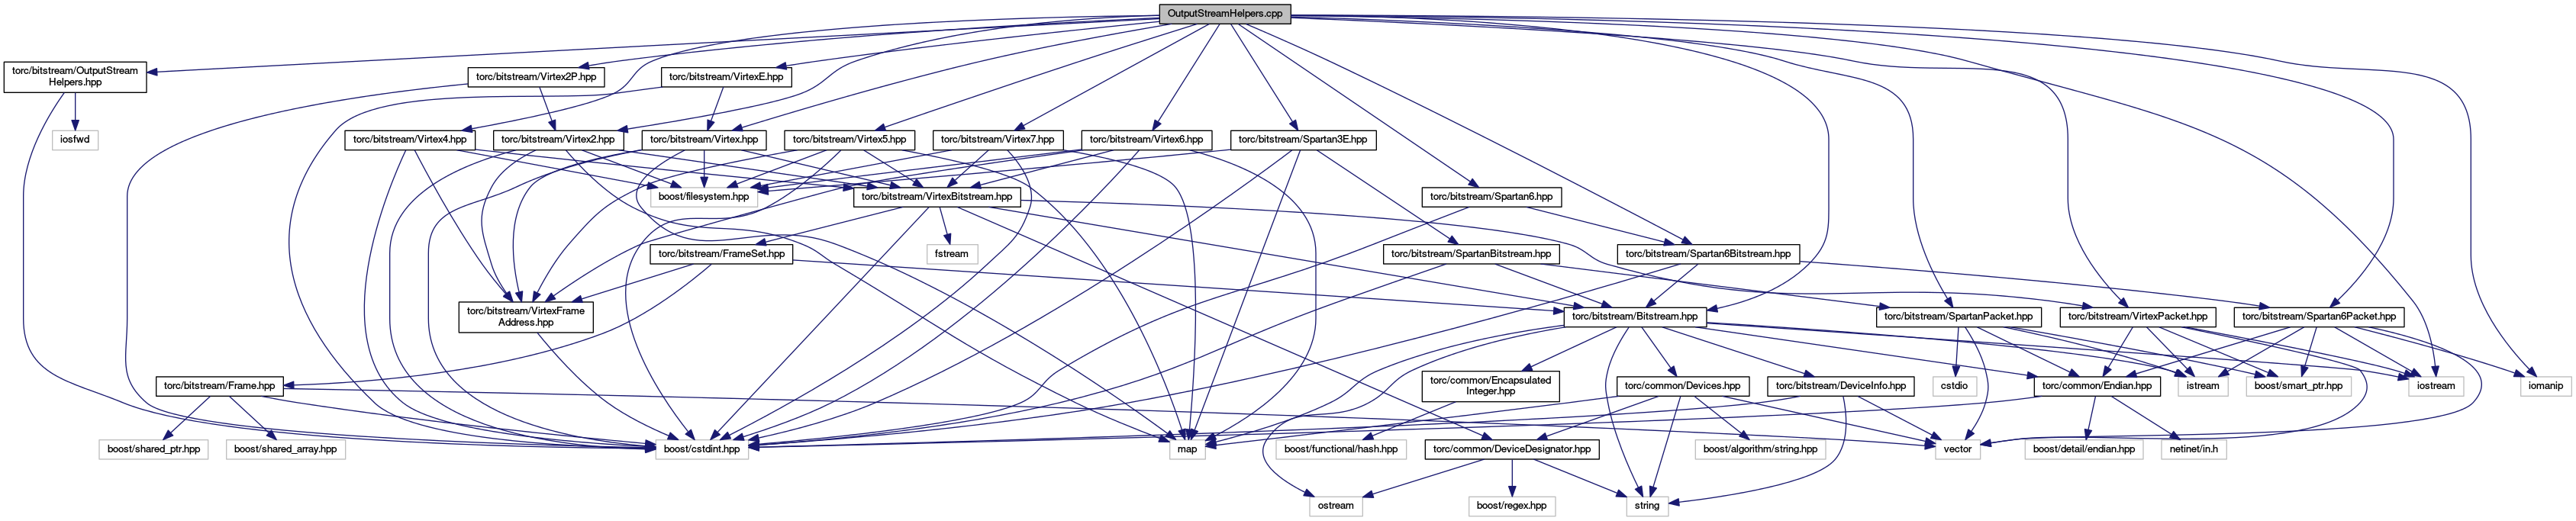 OutputStreamHelpers.cpp
torc/bitstream/OutputStream
Helpers.hpp
torc/bitstream/Virtex2P.hpp
torc/bitstream/VirtexE.hpp
iosfwd
torc/bitstream/Virtex4.hpp
torc/bitstream/Virtex2.hpp
torc/bitstream/Virtex.hpp
torc/bitstream/Virtex5.hpp
torc/bitstream/Virtex7.hpp
torc/bitstream/Virtex6.hpp
torc/bitstream/Spartan3E.hpp
boost/filesystem.hpp
torc/bitstream/VirtexBitstream.hpp
torc/bitstream/Spartan6.hpp
torc/bitstream/FrameSet.hpp
fstream
torc/bitstream/SpartanBitstream.hpp
torc/bitstream/Spartan6Bitstream.hpp
torc/bitstream/VirtexFrame
Address.hpp
torc/bitstream/Bitstream.hpp
torc/bitstream/SpartanPacket.hpp
torc/bitstream/VirtexPacket.hpp
torc/bitstream/Spartan6Packet.hpp
torc/bitstream/Frame.hpp
torc/common/Encapsulated
Integer.hpp
torc/common/Devices.hpp
torc/bitstream/DeviceInfo.hpp
cstdio
torc/common/Endian.hpp
istream
boost/smart_ptr.hpp
iostream
iomanip
boost/shared_ptr.hpp
boost/shared_array.hpp
boost/cstdint.hpp
map
boost/functional/hash.hpp
torc/common/DeviceDesignator.hpp
boost/algorithm/string.hpp
vector
boost/detail/endian.hpp
netinet/in.h
ostream
boost/regex.hpp
string